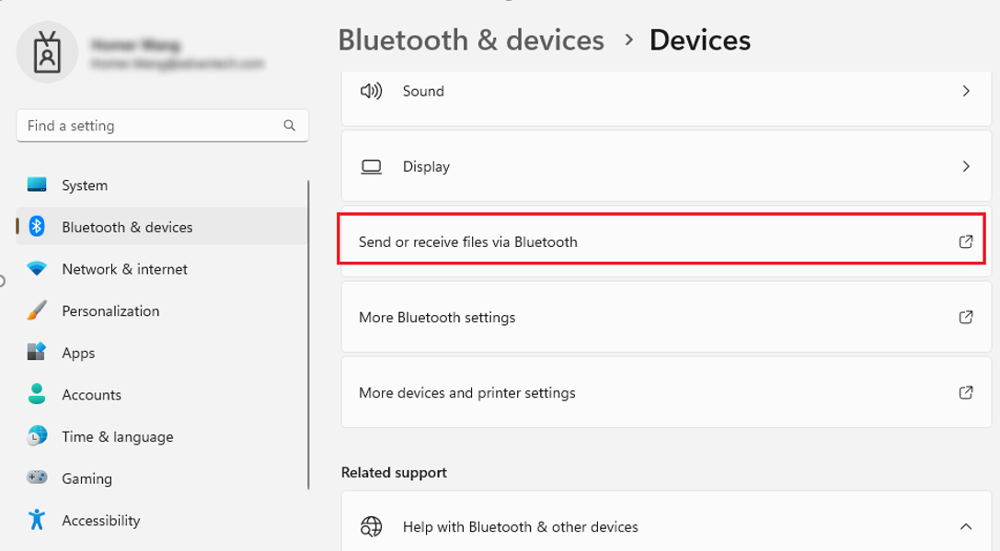 Bluetooth & devices > Devices
Find a setting
System
Bluetooth & devices
Network & internet
Personalization
Apps
Accounts
Time & language
Gaming
Accessibility
Sound
Display
Send or receive files via Bluetooth
More Bluetooth settings
More devices and printer settings
Related support
Help with Bluetooth & other devices